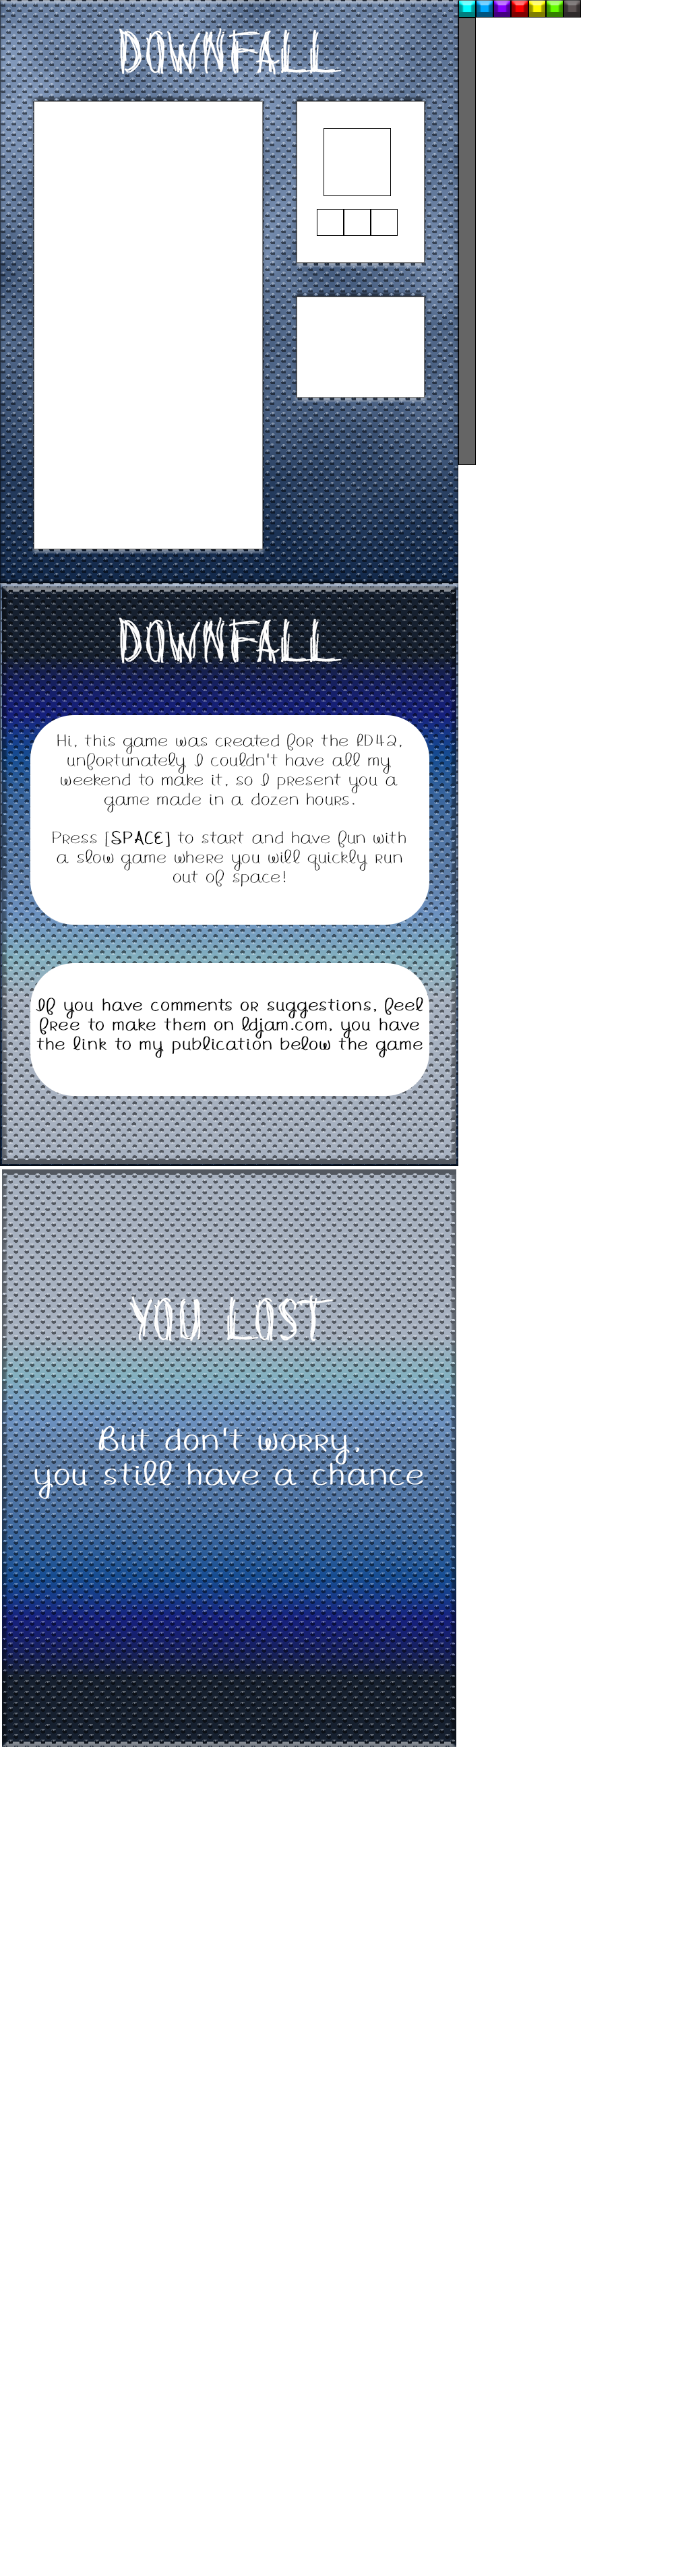 DOWNFALL
DOWNFALL
Hi, this game was created for the LD42,
unfortunately I couldn't have all my
weekend to make it, so I present you a
game made in a dozen hours.
Press [SPACE] to start and have fun with
a slow game where you will quickly run
out of space!
If you have comments or suggestions, feel
free to make them on ldjam.com, you have
the link to my publication below the game
YOU LOST
But don't worry,
you still have a chance